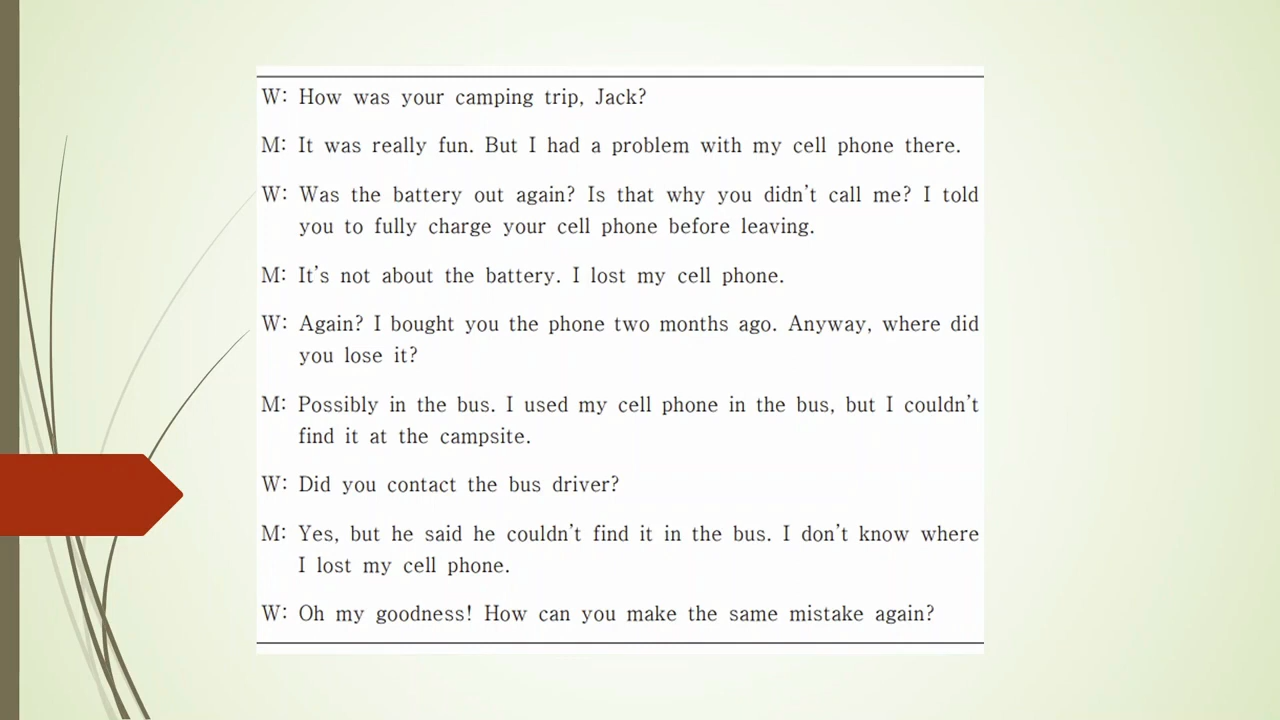 W: How was your camping trip, Jack?
M: It was really fun. But I had a problem with my cell phone there.
W: Was the battery out again? Is that why you didn't call me? I told
you to fully charge your cell phone before leaving.
M: It's not about the battery. I lost my cell phone.
W: Again? I bought you the phone two months ago. Anyway, where did
you lose it?
M: Possibly in the bus. I used my cell phone in the bus, but I couldn't
find it at the campsite.
W: Did you contact the bus driver?
M: Yes, but he said he couldn't find it in the bus. I don't know where
I lost my cell phone.
W: Oh my goodness! How can you make the same mistake again?